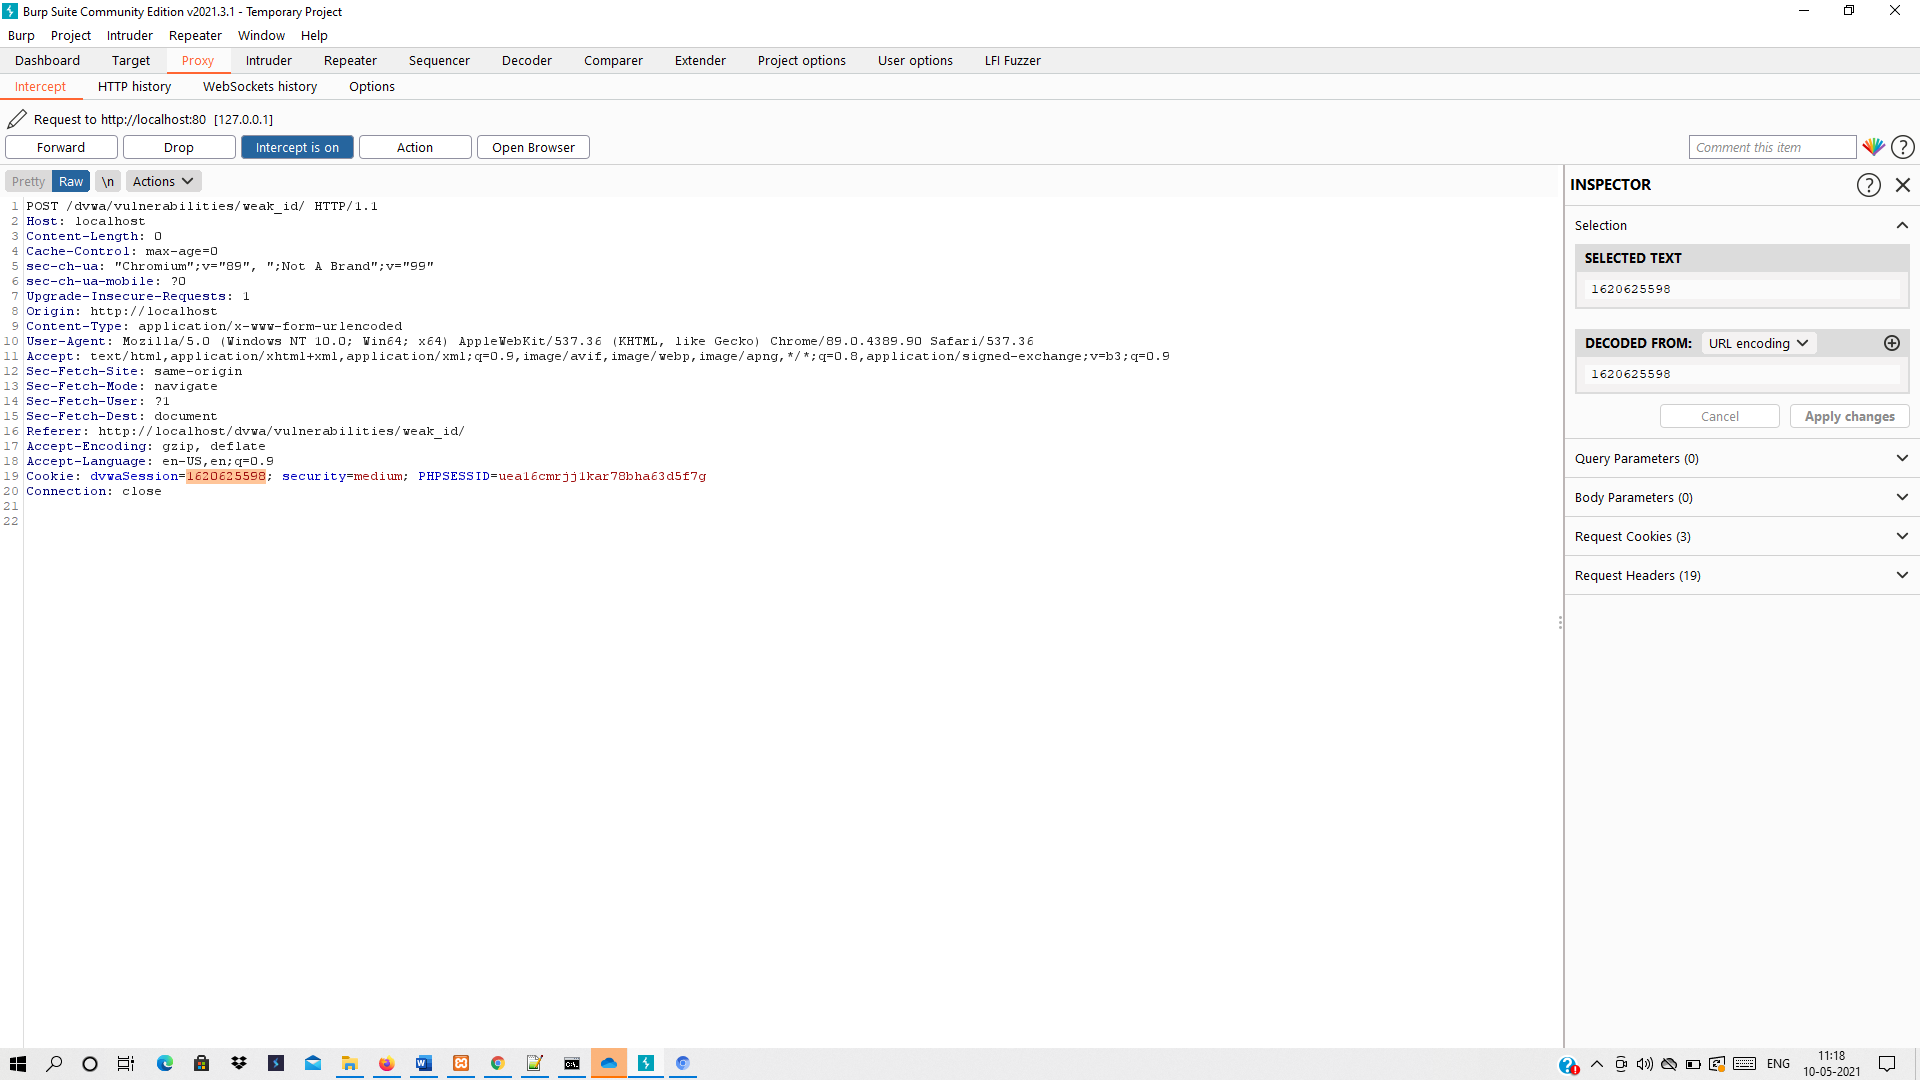 Burp Suite Community Edition v2021.3.1 - Temporary Project
Burp Project Intruder Repeater Window Help
Dashboard Target Proxy Intruder Repeater Sequencer Decoder Comparer Extender Project options User options LFI Fuzzer
Intercept HTTP history WebSockets history Options
Request to http://localhost:80 [127.0.0.1]
Forward Drop Intercept is on Action Open Browser Comment this item ?
Pretty Raw \n Actions
INSPECTOR ?
Selection
SELECTED TEXT
1620625598
DECODED FROM: URL encoding
1620625598
Cancel Apply changes
Query Parameters (0)
Body Parameters (0)
Request Cookies (3)
Request Headers (19)
1 POST /dvwa/vulnerabilities/weak_id/ HTTP/1.1
2 Host: localhost
3 Content-Length: 0
4 Cache-Control: max-age=0
5 sec-ch-ua: "Chromium";v="89", ";Not A Brand";v="99"
6 sec-ch-ua-mobile: ?0
7 Upgrade-Insecure-Requests: 1
8 Origin: http://localhost
9 Content-Type: application/x-www-form-urlencoded
10 User-Agent: Mozilla/5.0 (Windows NT 10.0; Win64; x64) AppleWebKit/537.36 (KHTML, like Gecko) Chrome/89.0.4389.90 Safari/537.36
11 Accept: text/html,application/xhtml+xml,application/xml;q=0.9,image/avif,image/webp,image/apng,*/*;q=0.8,application/signed-exchange;v=b3;q=0.9
12 Sec-Fetch-Site: same-origin
13 Sec-Fetch-Mode: navigate
14 Sec-Fetch-User: ?1
15 Sec-Fetch-Dest: document
16 Referer: http://localhost/dvwa/vulnerabilities/weak_id/
17 Accept-Encoding: gzip, deflate
18 Accept-Language: en-US,en;q=0.9
19 Cookie: dvwaSession=1620625598; security=medium; PHPSESSID=uea16cmrjj1kar78bha63d5f7g
20 Connection: close
21
22
ENG
11:18
10-05-2021